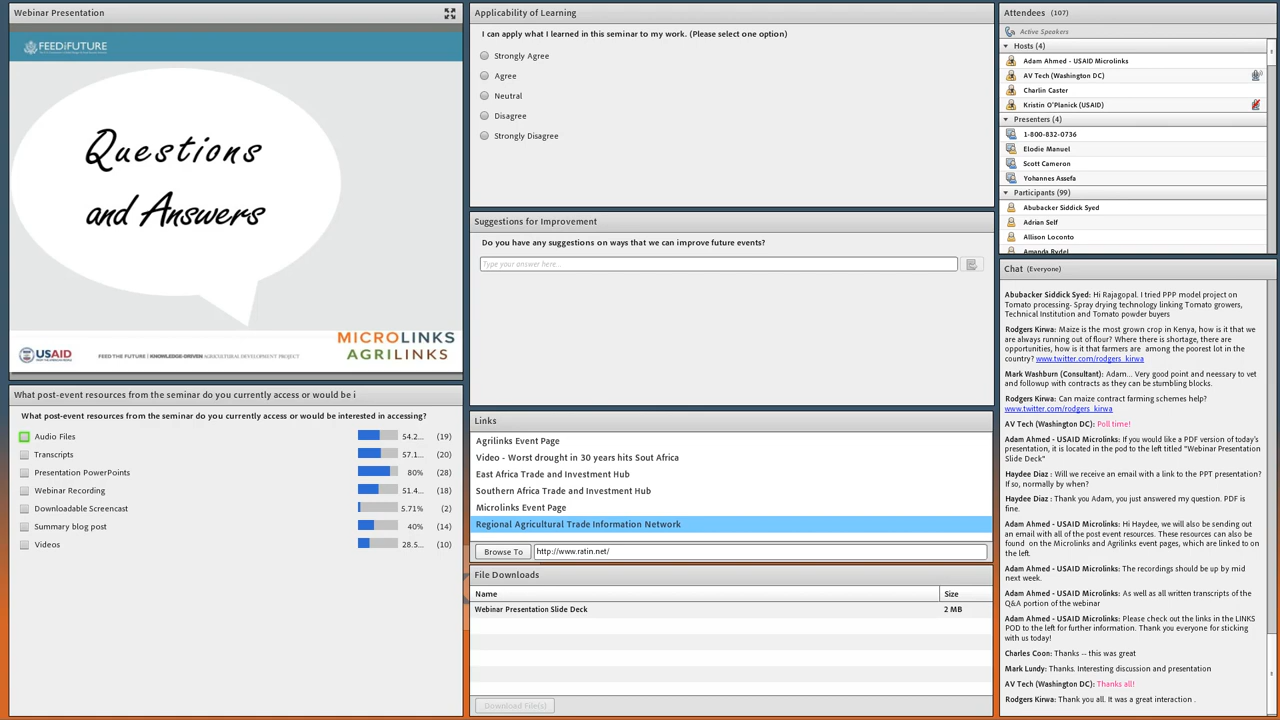 Webinar Presentation
FEEDIFUTURE
Questions
and Answers
MICROLINKS
AGRILINKS
USAID
FEED THE FUTURE | KNOWLEDGE-DRIVEN AGRICULTURAL DEVELOPMENT PROJECT
What post-event resources from the seminar do you currently access or would be i
What post-event resources from the seminar do you currently access or would be interested in accessing?
Audio Files 54.2... (19)
Transcripts 57.1... (20)
Presentation PowerPoints 80% (28)
Webinar Recording 51.4... (18)
Downloadable Screencast 5.71% (2)
Summary blog post 40% (14)
Videos 28.5... (10)
Applicability of Learning
I can apply what I learned in this seminar to my work. (Please select one option)
Strongly Agree
Agree
Neutral
Disagree
Strongly Disagree
Suggestions for Improvement
Do you have any suggestions on ways that we can improve future events?
Type your answer here...
Links
Agrilinks Event Page
Video - Worst drought in 30 years hits Sout Africa
East Africa Trade and Investment Hub
Southern Africa Trade and Investment Hub
Microlinks Event Page
Regional Agricultural Trade Information Network
Browse To http://www.ratin.net/
File Downloads
Name Size
Webinar Presentation Slide Deck 2 MB
Download File(s)
Attendees (107)
Active Speakers
Hosts (4)
Adam Ahmed - USAID Microlinks
AV Tech (Washington DC)
Charlin Caster
Kristin O'Planick (USAID)
Presenters (4)
1-800-832-0736
Elodie Manuel
Scott Cameron
Yohannes Assefa
Participants (99)
Abubacker Siddick Syed
Adrian Self
Allison Loconto
Amanda Rydel
Chat (Everyone)
Abubacker Siddick Syed: Hi Rajagopal. I tried PPP model project on
Tomato processing- Spray drying technology linking Tomato growers,
Technical Institution and Tomato powder buyers
Rodgers Kirwa: Maize is the most grown crop in Kenya, how is it that we
are always running out of flour? Where there is shortage, there are
opportunities, how is it that farmers are among the poorest lot in the
country? www.twitter.com/rodgers_kirwa
Mark Washburn (Consultant): Adam... Very good point and neessary to vet
and followup with contracts as they can be stumbling blocks.
Rodgers Kirwa: Can maize contract farming schemes help?
www.twitter.com/rodgers_kirwa
AV Tech (Washington DC): Poll time!
Adam Ahmed - USAID Microlinks: If you would like a PDF version of today's
presentation, it is located in the pod to the left titled "Webinar Presentation
Slide Deck"
Haydee Diaz : Will we receive an email with a link to the PPT presentation?
If so, normally by when?
Haydee Diaz : Thank you Adam, you just answered my question. PDF is
fine.
Adam Ahmed - USAID Microlinks: Hi Haydee, we will also be sending out
an email with all of the post event resources. These resources can also be
found on the Microlinks and Agrilinks event pages, which are linked to on
the left.
Adam Ahmed - USAID Microlinks: The recordings should be up by mid
next week.
Adam Ahmed - USAID Microlinks: As well as all written transcripts of the
Q&A portion of the webinar
Adam Ahmed - USAID Microlinks: Please check out the links in the LINKS
POD to the left for further information. Thank you everyone for sticking
with us today!
Charles Coon: Thanks -- this was great
Mark Lundy: Thanks. Interesting discussion and presentation
AV Tech (Washington DC): Thanks all!
Rodgers Kirwa: Thank you all. It was a great interaction .